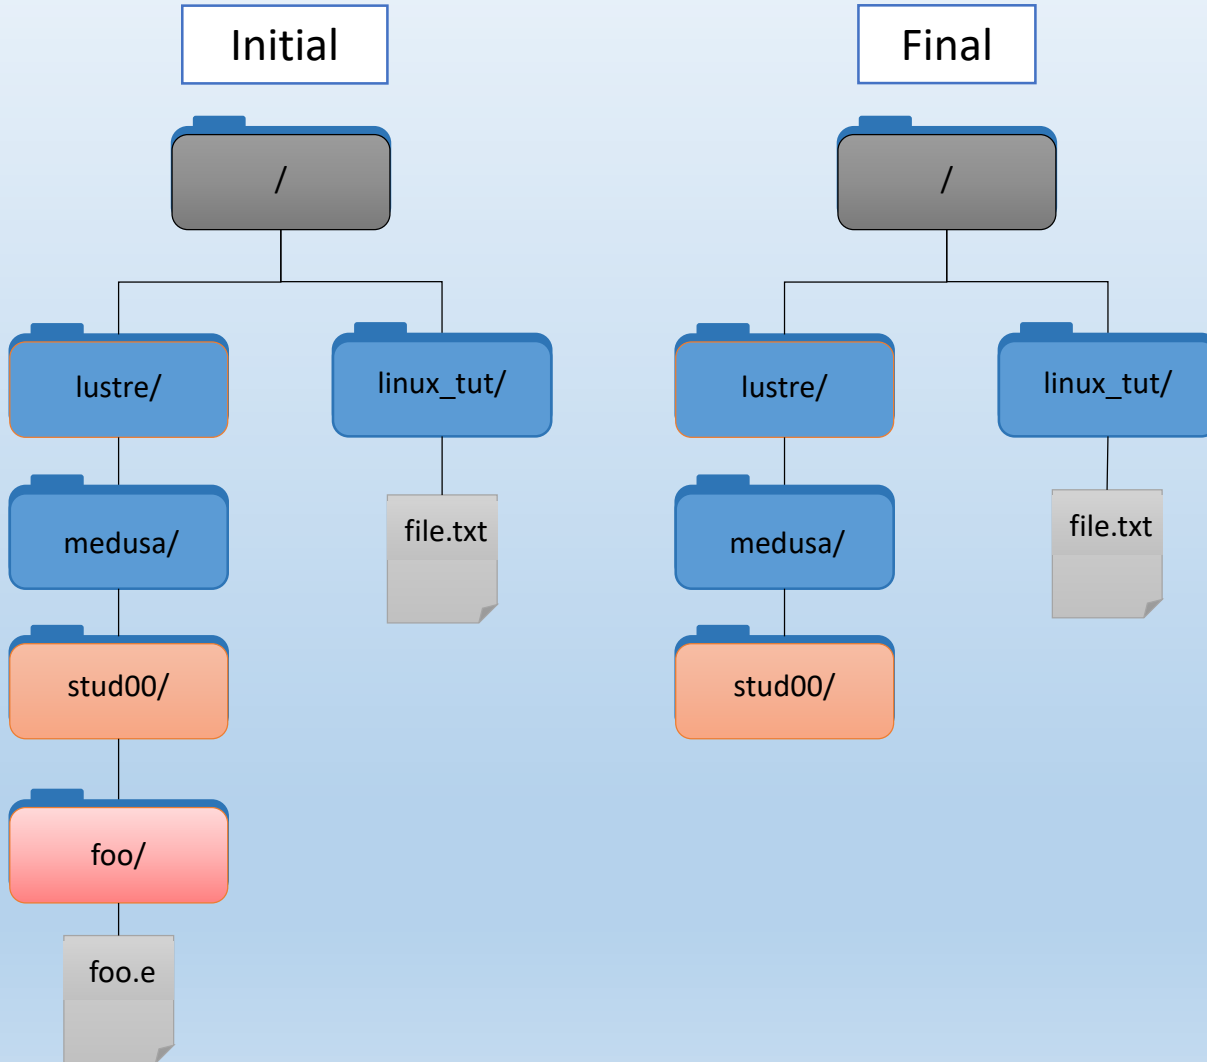 Initial
Final
/
/
lustre/
linux_tut/
lustre/
linux_tut/
medusa/
file.txt
medusa/
file.txt
stud00/
stud00/
foo/
foo.e